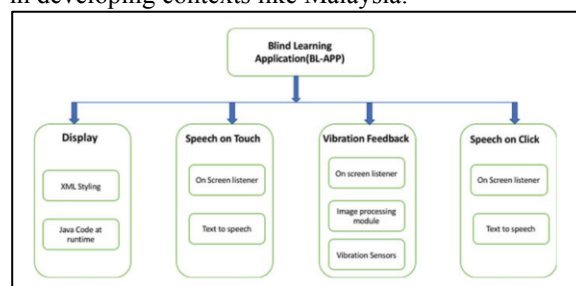 in developing contexts like Malaysia.
Blind Learning
Application(BL-APP)
Display
XML Styling
Java Code at
runtime
Speech on Touch
On Screen listener
Text to speech
Vibration Feedback
On screen listener
Image processing
module
Vibration Sensors
Speech on Click
On Screen listener
Text to speech